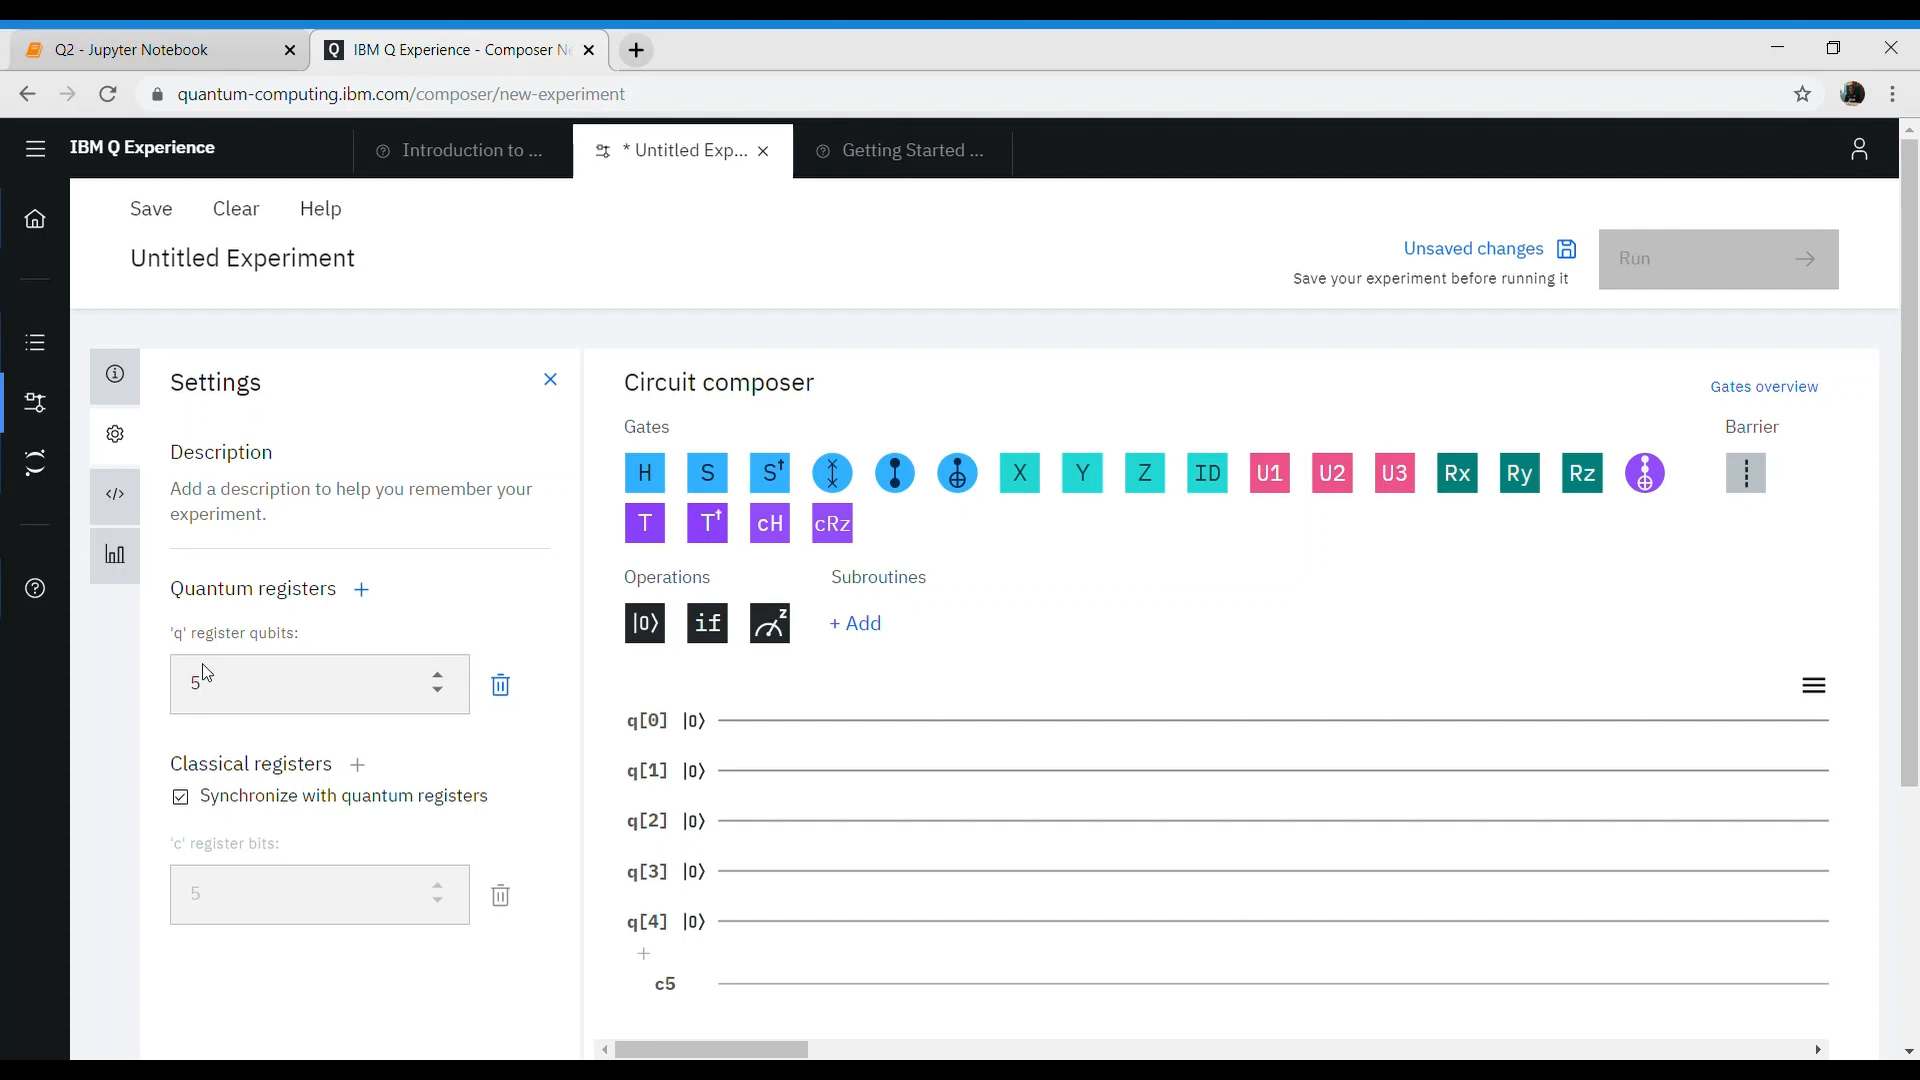 Q2 - Jupyter Notebook
IBM Q Experience - Composer Ne
quantum-computing.ibm.com/composer/new-experiment
IBM Q Experience
Introduction to ...
* Untitled Exp...
Getting Started ...
Save Clear Help
Untitled Experiment
Unsaved changes
Save your experiment before running it
Run
Settings
Description
Add a description to help you remember your
experiment.
Quantum registers +
'q' register qubits:
5
Classical registers +
Synchronize with quantum registers
'c' register bits:
5
Circuit composer
Gates overview
Gates
Barrier
H S S† X Y Z ID U1 U2 U3 Rx Ry Rz
T T† cH cRz
Operations
Subroutines
|0⟩ if z
+ Add
q[0] |0⟩
q[1] |0⟩
q[2] |0⟩
q[3] |0⟩
q[4] |0⟩
+
c5